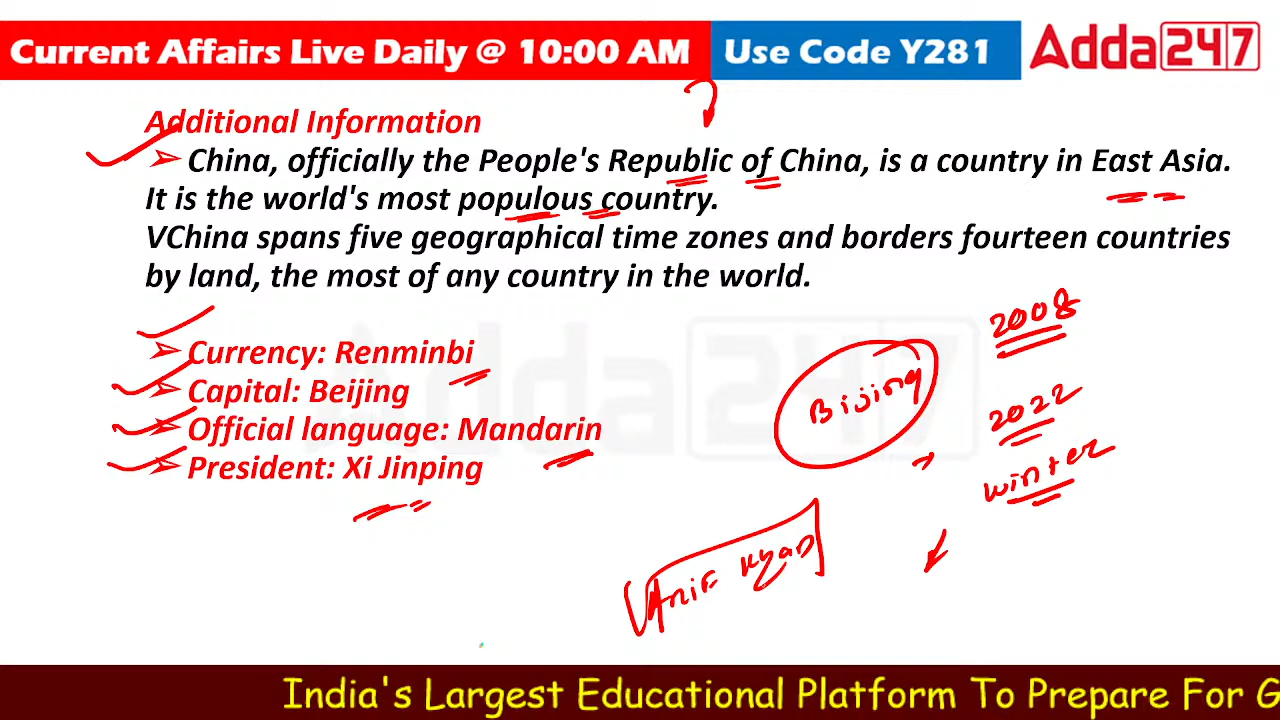 Current Affairs Live Daily @ 10:00 AM
Use Code Y281
Adda247
Additional Information
➢ China, officially the People's Republic of China, is a country in East Asia.
It is the world's most populous country.
VChina spans five geographical time zones and borders fourteen countries
by land, the most of any country in the world.
2008
➢ Currency: Renminbi
➢ Capital: Beijing
Bijing
2022
➢ Official language: Mandarin
➢ President: Xi Jinping
winter
Arif Khan
Adda247
India's Largest Educational Platform To Prepare For G